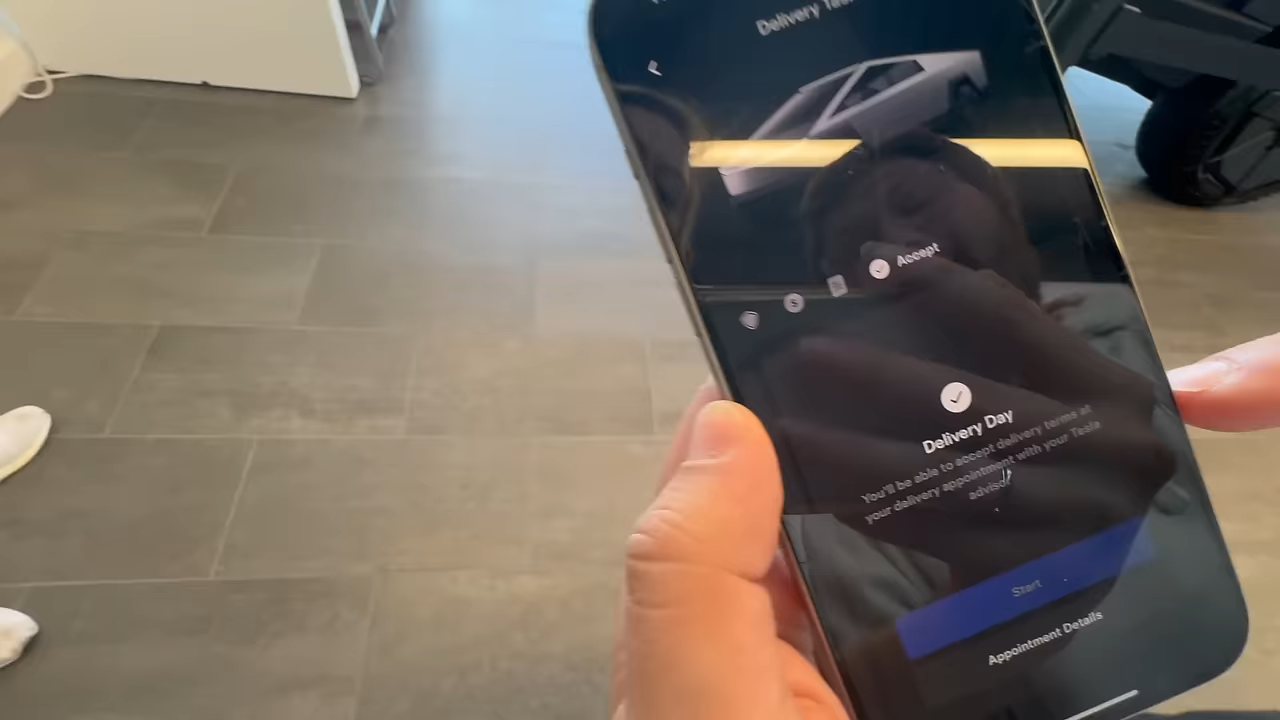 Delivery
Accept
Delivery Day
You'll be able to accept delivery terms at
your delivery appointment with your Tesla
advisor
Start
Appointment Details